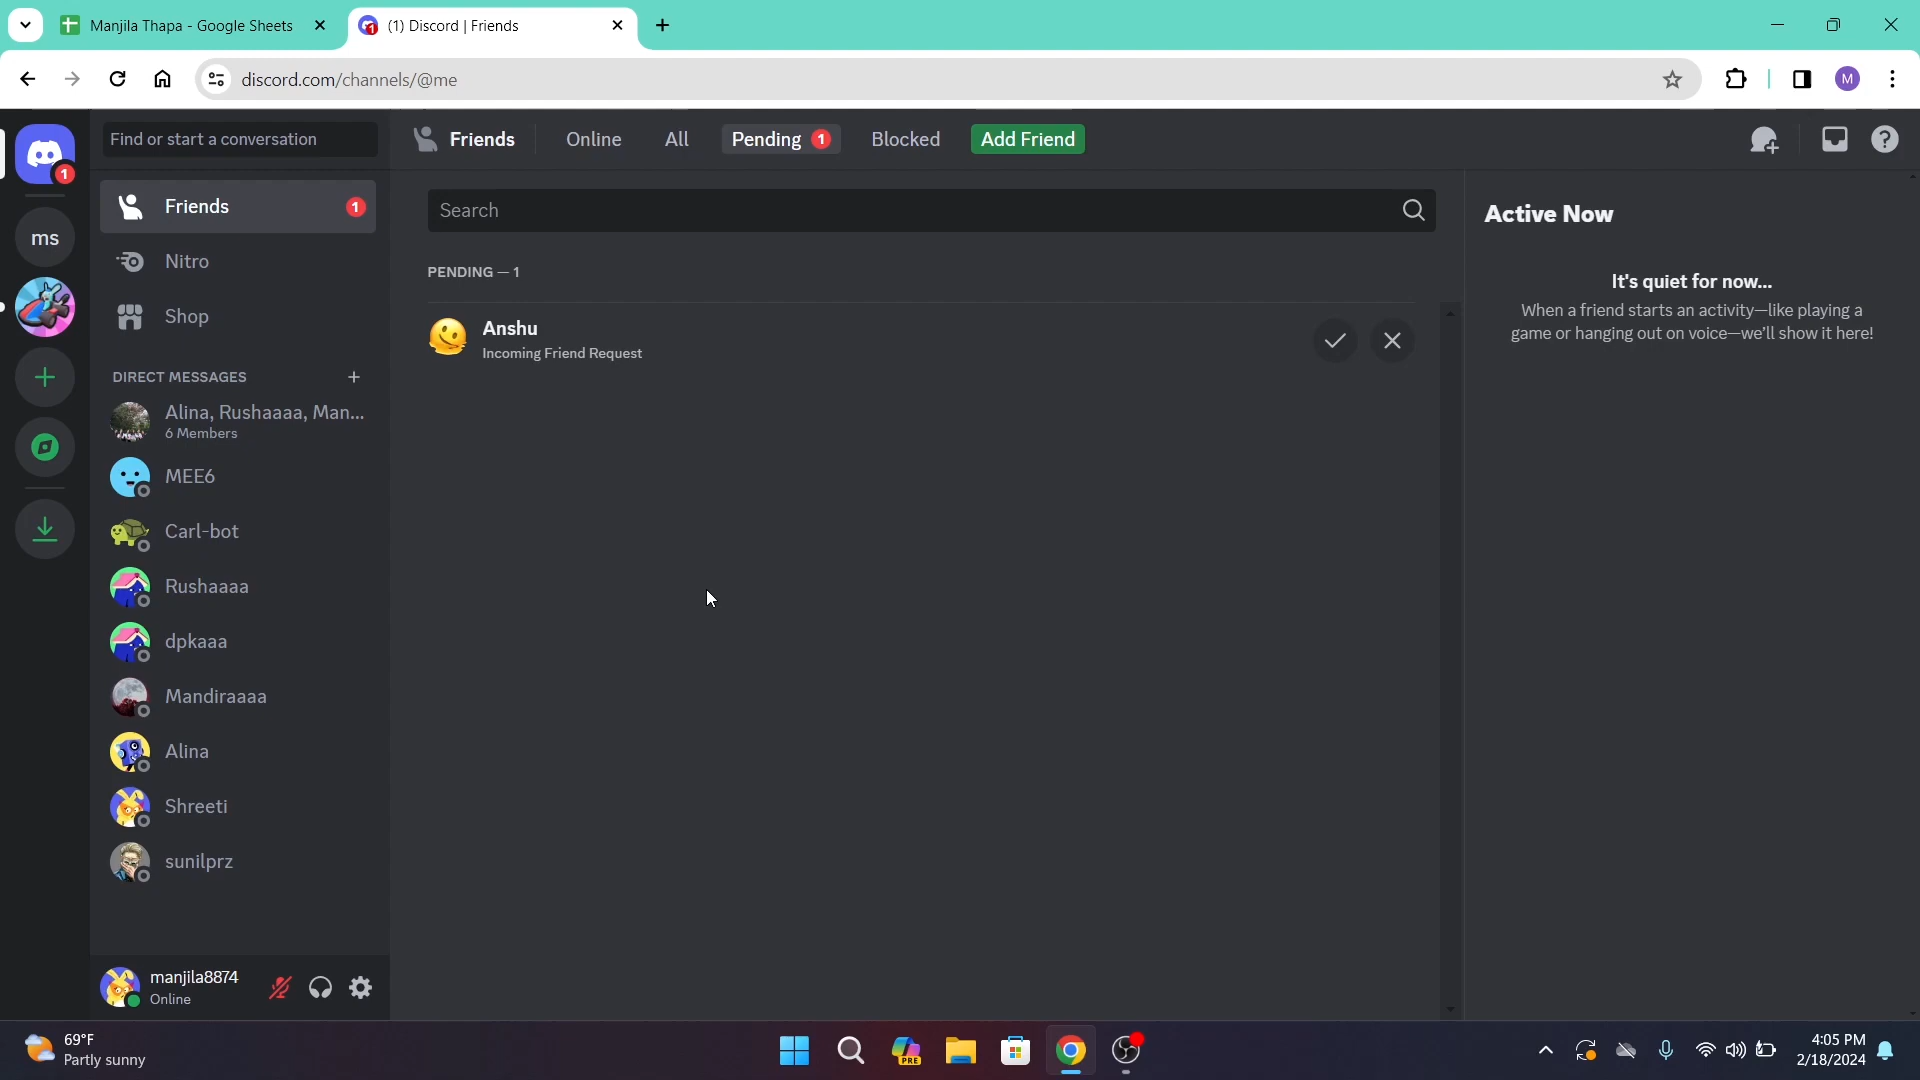 Manjila Thapa - Google Sheets
(1) Discord | Friends
discord.com/channels/@me
M
Find or start a conversation
Friends
Online
All
Pending 1
Blocked
Add Friend
1
ms
Friends 1
Nitro
Shop
DIRECT MESSAGES
Alina, Rushaaaa, Man...
6 Members
MEE6
Carl-bot
Rushaaaa
dpkaaa
Mandiraaaa
Alina
Shreeti
sunilprz
manjila8874
Online
Search
PENDING — 1
Anshu
Incoming Friend Request
Active Now
It's quiet for now...
When a friend starts an activity—like playing a
game or hanging out on voice—we'll show it here!
69°F
Partly sunny
PRE
4:05 PM
2/18/2024